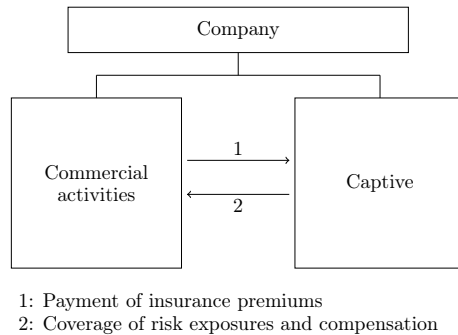 Company
Commercial
activities
1
2
Captive
1: Payment of insurance premiums
2: Coverage of risk exposures and compensation